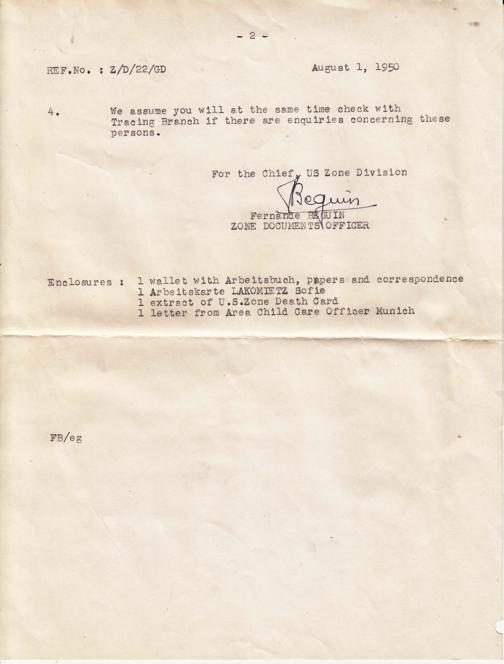 - 2 -
REF.No. : Z/D/22/GD
August 1, 1950
4. We assume you will at the same time check with
Tracing Branch if there are enquiries concerning these
persons.
For the Chief, US Zone Division
Beguin
Fernande BEGUIN
ZONE DOCUMENTS OFFICER
Enclosures : 1 wallet with Arbeitsbuch, papers and correspondence
1 Arbeitskarte LAKOMIETZ Sofie
1 extract of U.S.Zone Death Card
1 letter from Area Child Care Officer Munich
FB/eg